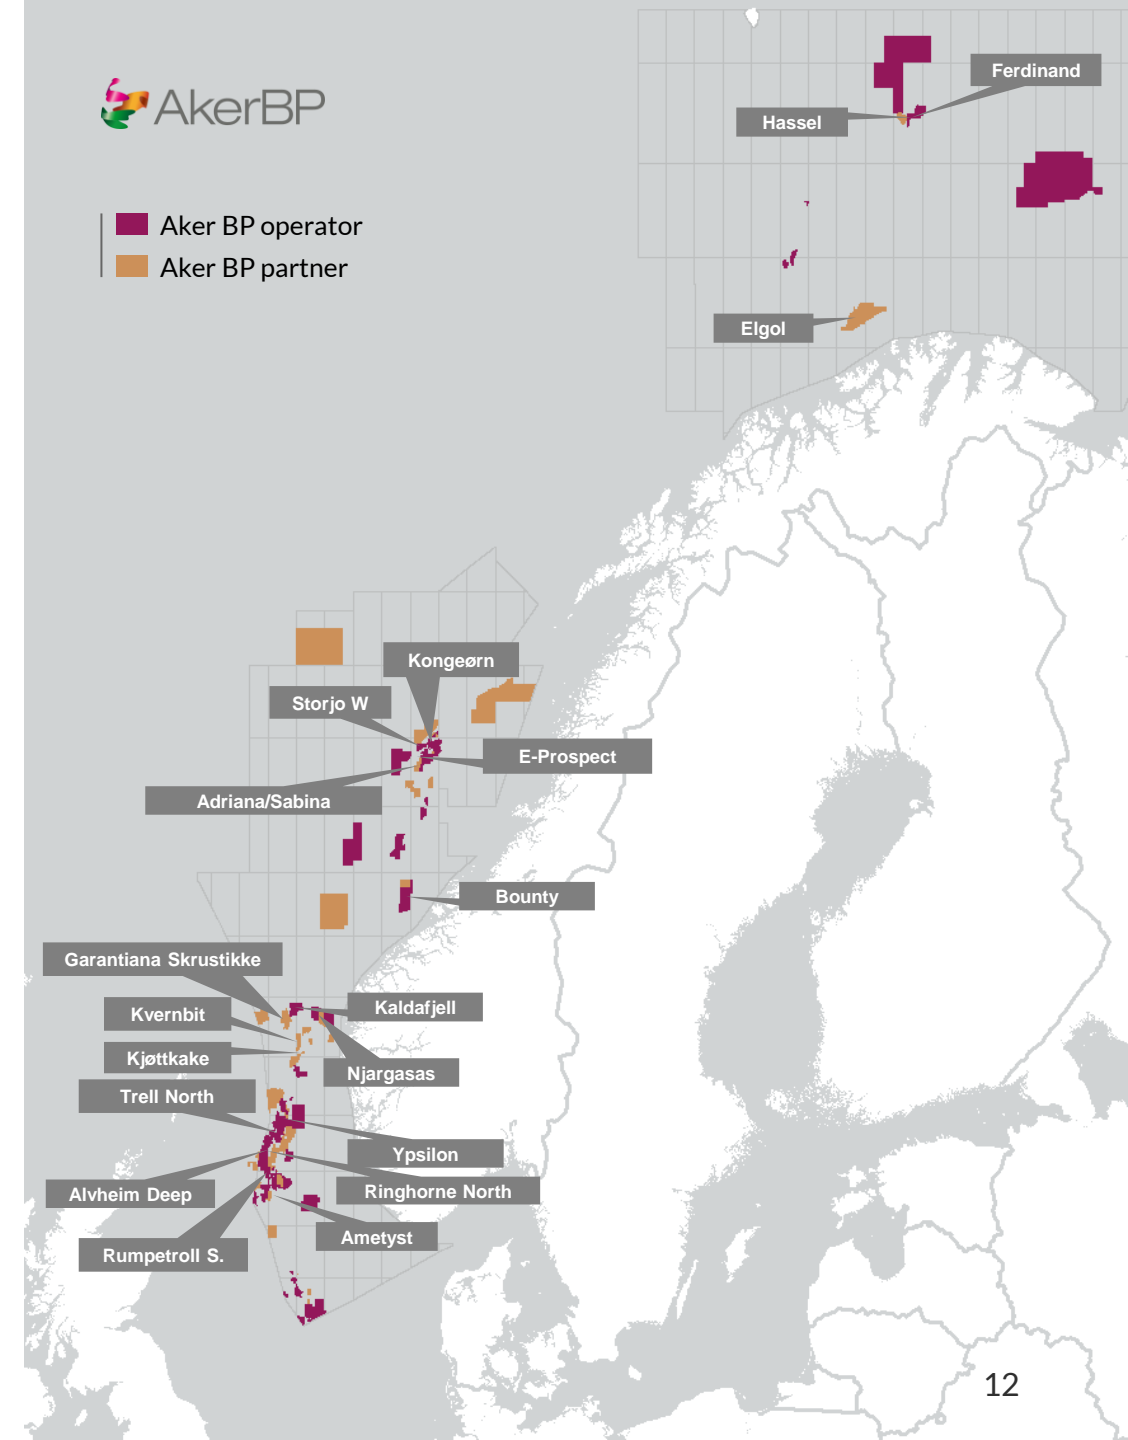 AkerBP
Aker BP operator
Aker BP partner
Ferdinand
Hassel
Elgol
Kongeørn
Storjo W
E-Prospect
Adriana/Sabina
Bounty
Garantiana Skrustikke
Kaldafjell
Kvernbit
Kjøttkake
Njargasas
Trell North
Ypsilon
Alvheim Deep
Ringhorne North
Ametyst
Rumpetroll S.
12